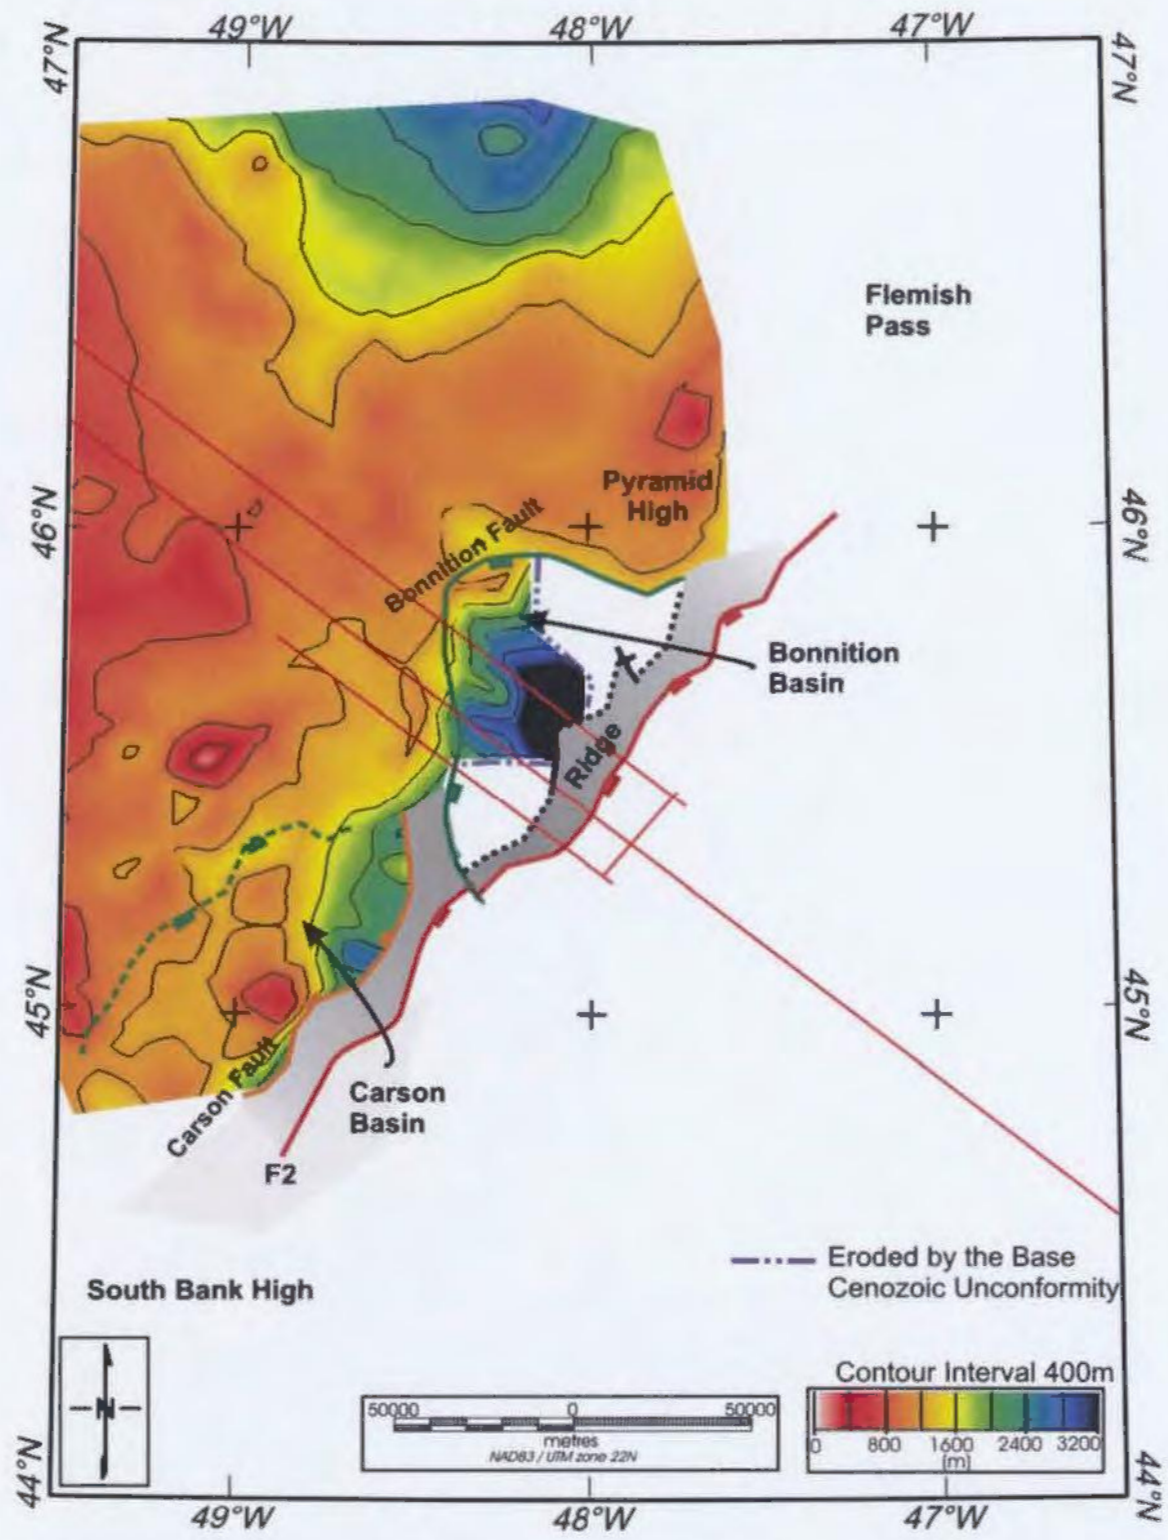 49°W 48°W 47°W
47°N 47°N
Flemish
Pass
Pyramid
High
46°N 46°N
Bonnition Fault
Bonnition
Basin
Ridge
45°N 45°N
Carson Fault
Carson
Basin
F2
Eroded by the Base
Cenozoic Unconformity
South Bank High
N
Contour Interval 400m
50000 0 50000
metres
NAD83 / UTM zone 22N
0 800 1600 2400 3200
(m)
44°N 44°N
49°W 48°W 47°W